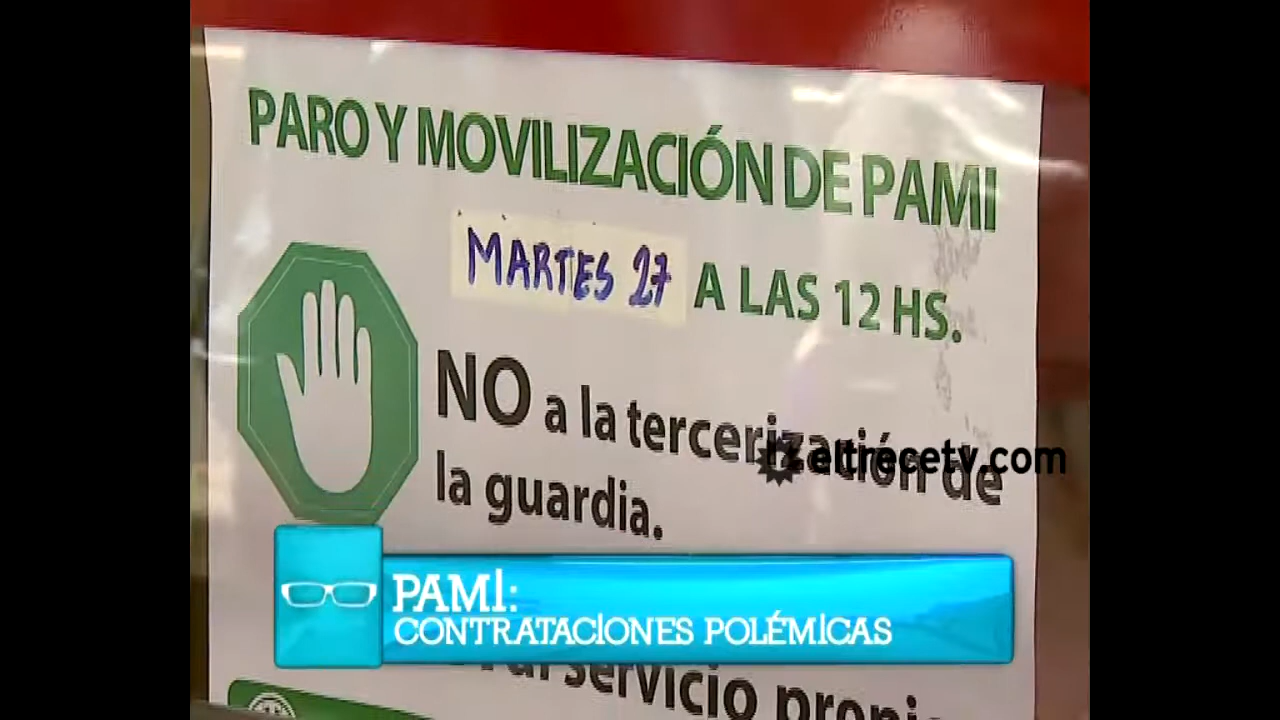 PARO Y MOVILIZACIÓN DE PAMI
MARTES 27 A LAS 12 HS.
NO a la tercerización de
eltrecetv.com
la guardia.
PAMI:
CONTRATACIONES POLÉMICAS
servicio